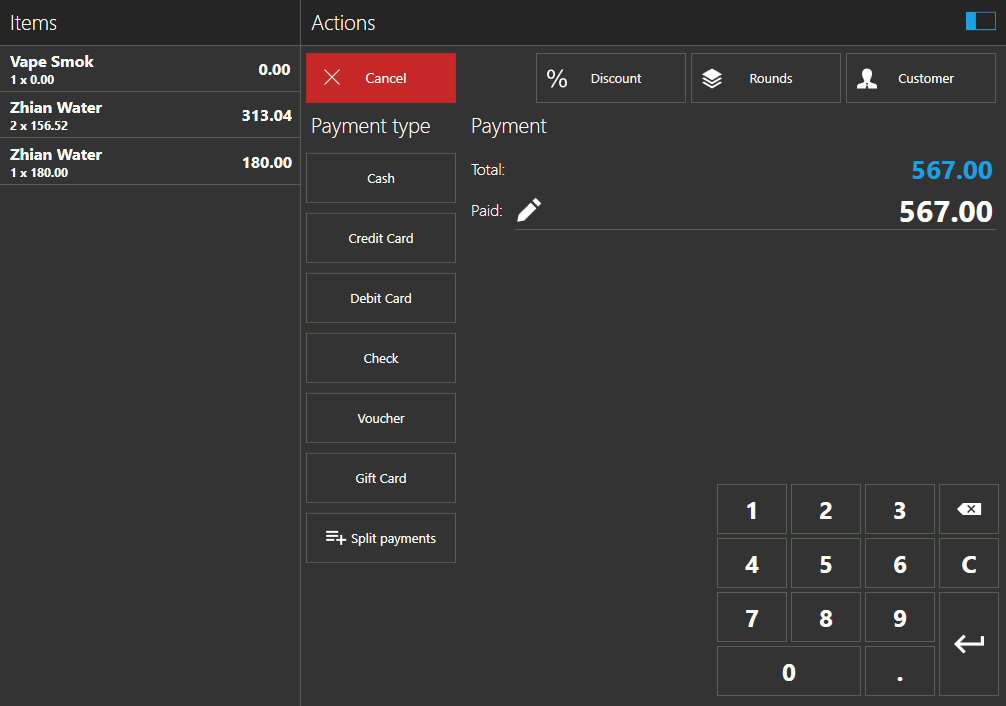 Items
Vape Smok
1 x 0.00
0.00
Zhian Water
2 x 156.52
313.04
Zhian Water
1 x 180.00
180.00
Actions
Cancel
% Discount
Rounds
Customer
Payment type
Cash
Credit Card
Debit Card
Check
Voucher
Gift Card
Split payments
Payment
Total:
567.00
Paid:
567.00
1 2 3
4 5 6 C
7 8 9
0 .